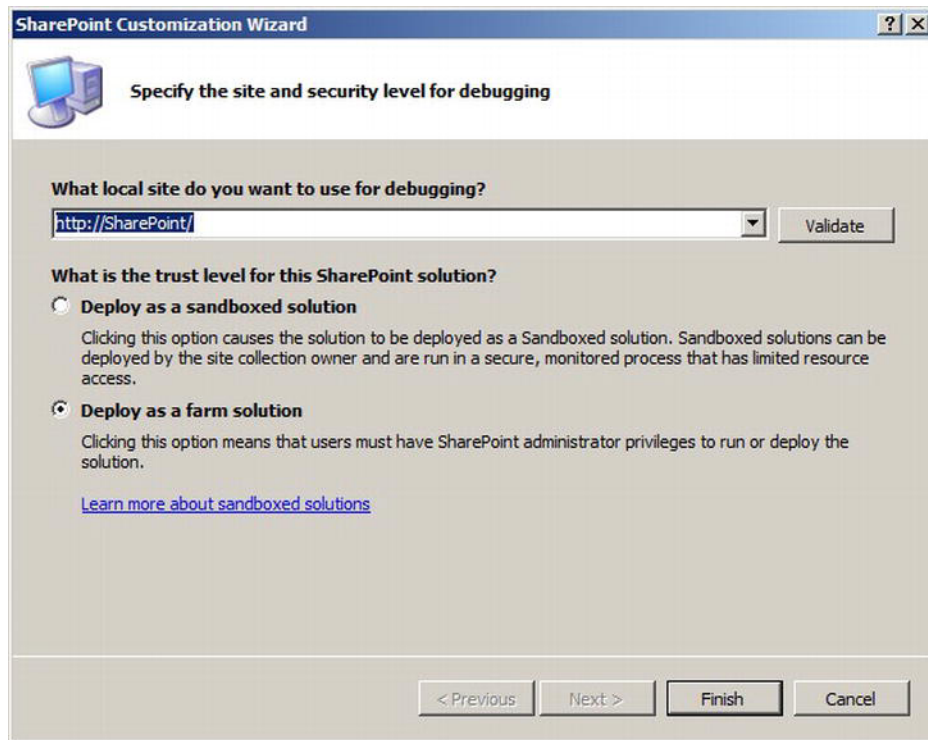 SharePoint Customization Wizard
Specify the site and security level for debugging
What local site do you want to use for debugging?
http://SharePoint/
Validate
What is the trust level for this SharePoint solution?
Deploy as a sandboxed solution
Clicking this option causes the solution to be deployed as a Sandboxed solution. Sandboxed solutions can be
deployed by the site collection owner and are run in a secure, monitored process that has limited resource
access.
Deploy as a farm solution
Clicking this option means that users must have SharePoint administrator privileges to run or deploy the
solution.
Learn more about sandboxed solutions
< Previous Next > Finish Cancel